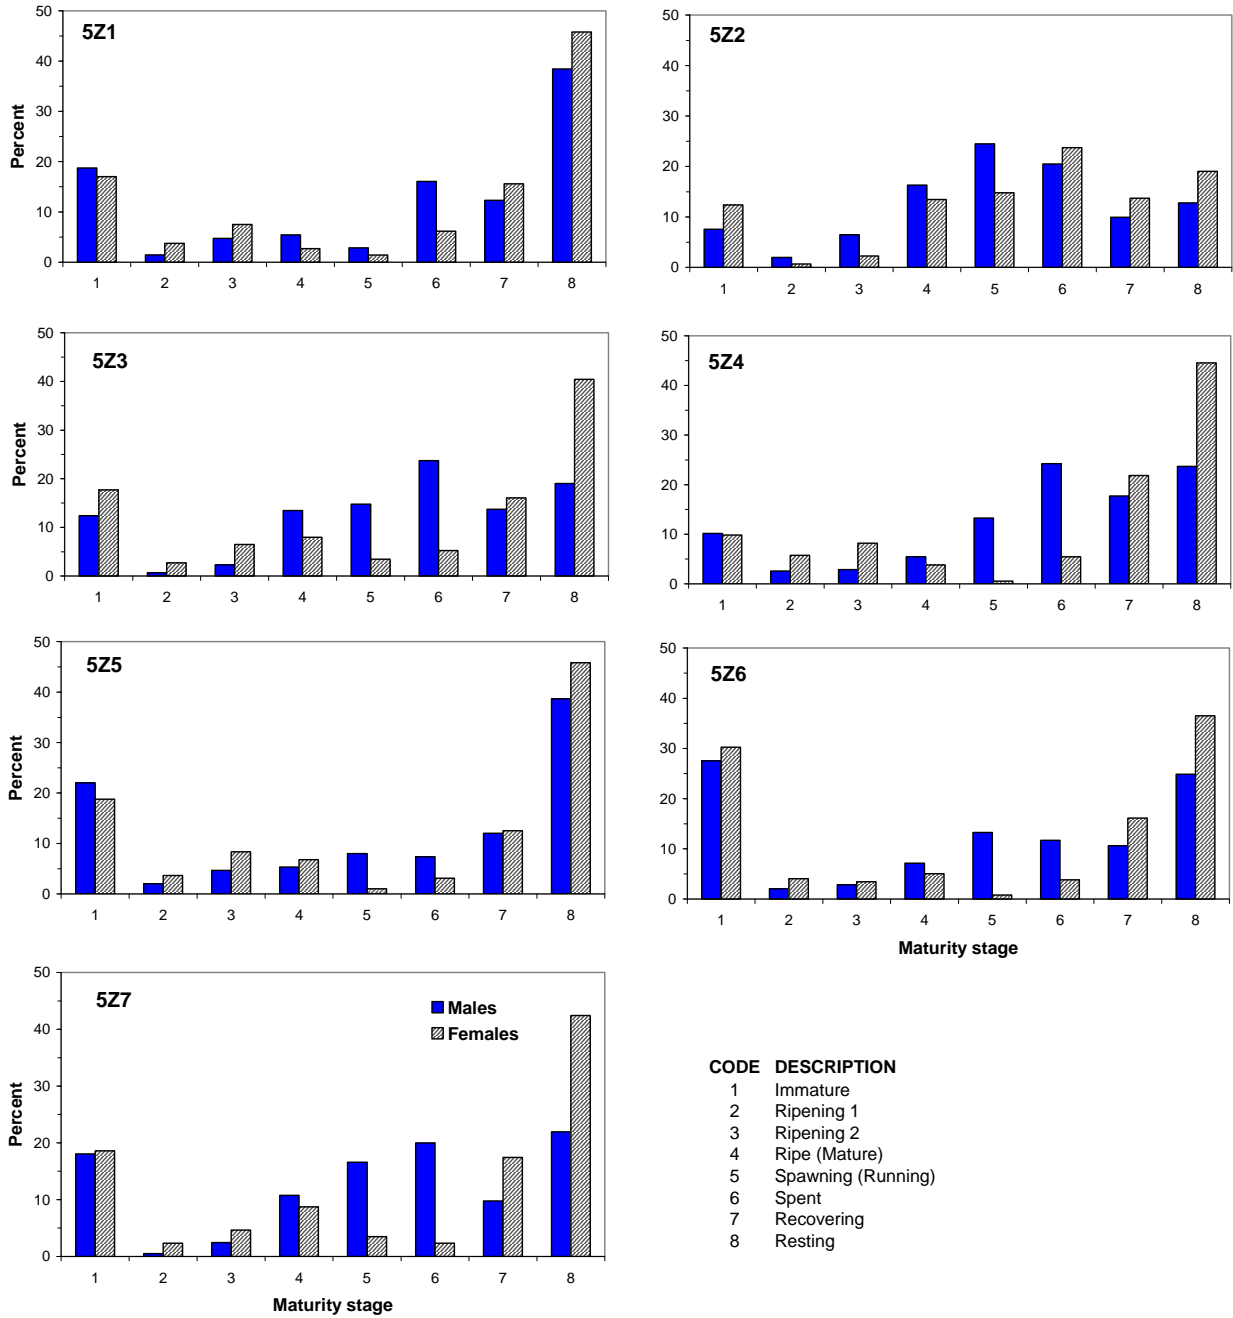 5Z1
50
40
30
20
10
0
Percent
1 2 3 4 5 6 7 8
5Z2
50
40
30
20
10
0
1 2 3 4 5 6 7 8
5Z3
50
40
30
20
10
0
Percent
1 2 3 4 5 6 7 8
5Z4
50
40
30
20
10
0
1 2 3 4 5 6 7 8
5Z5
50
40
30
20
10
0
Percent
1 2 3 4 5 6 7 8
5Z6
50
40
30
20
10
0
1 2 3 4 5 6 7 8
Maturity stage
5Z7
50
40
30
20
10
0
Percent
Males
Females
1 2 3 4 5 6 7 8
Maturity stage
CODE DESCRIPTION
1 Immature
2 Ripening 1
3 Ripening 2
4 Ripe (Mature)
5 Spawning (Running)
6 Spent
7 Recovering
8 Resting